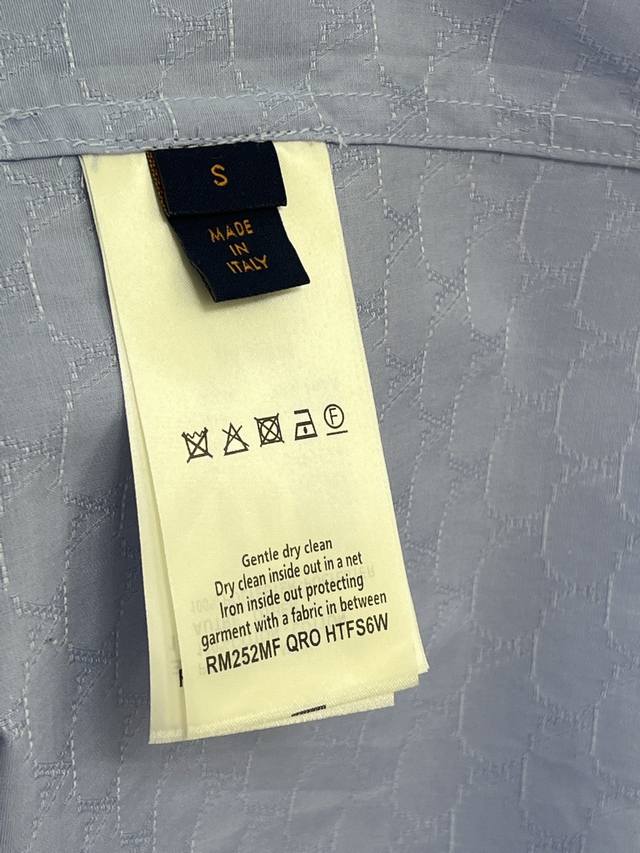 S
MADE
IN
ITALY
F
Gentle dry clean
Dry clean inside out in a net
Iron inside out protecting
garment with a fabric in between
RM252MF QRO HTFS6W